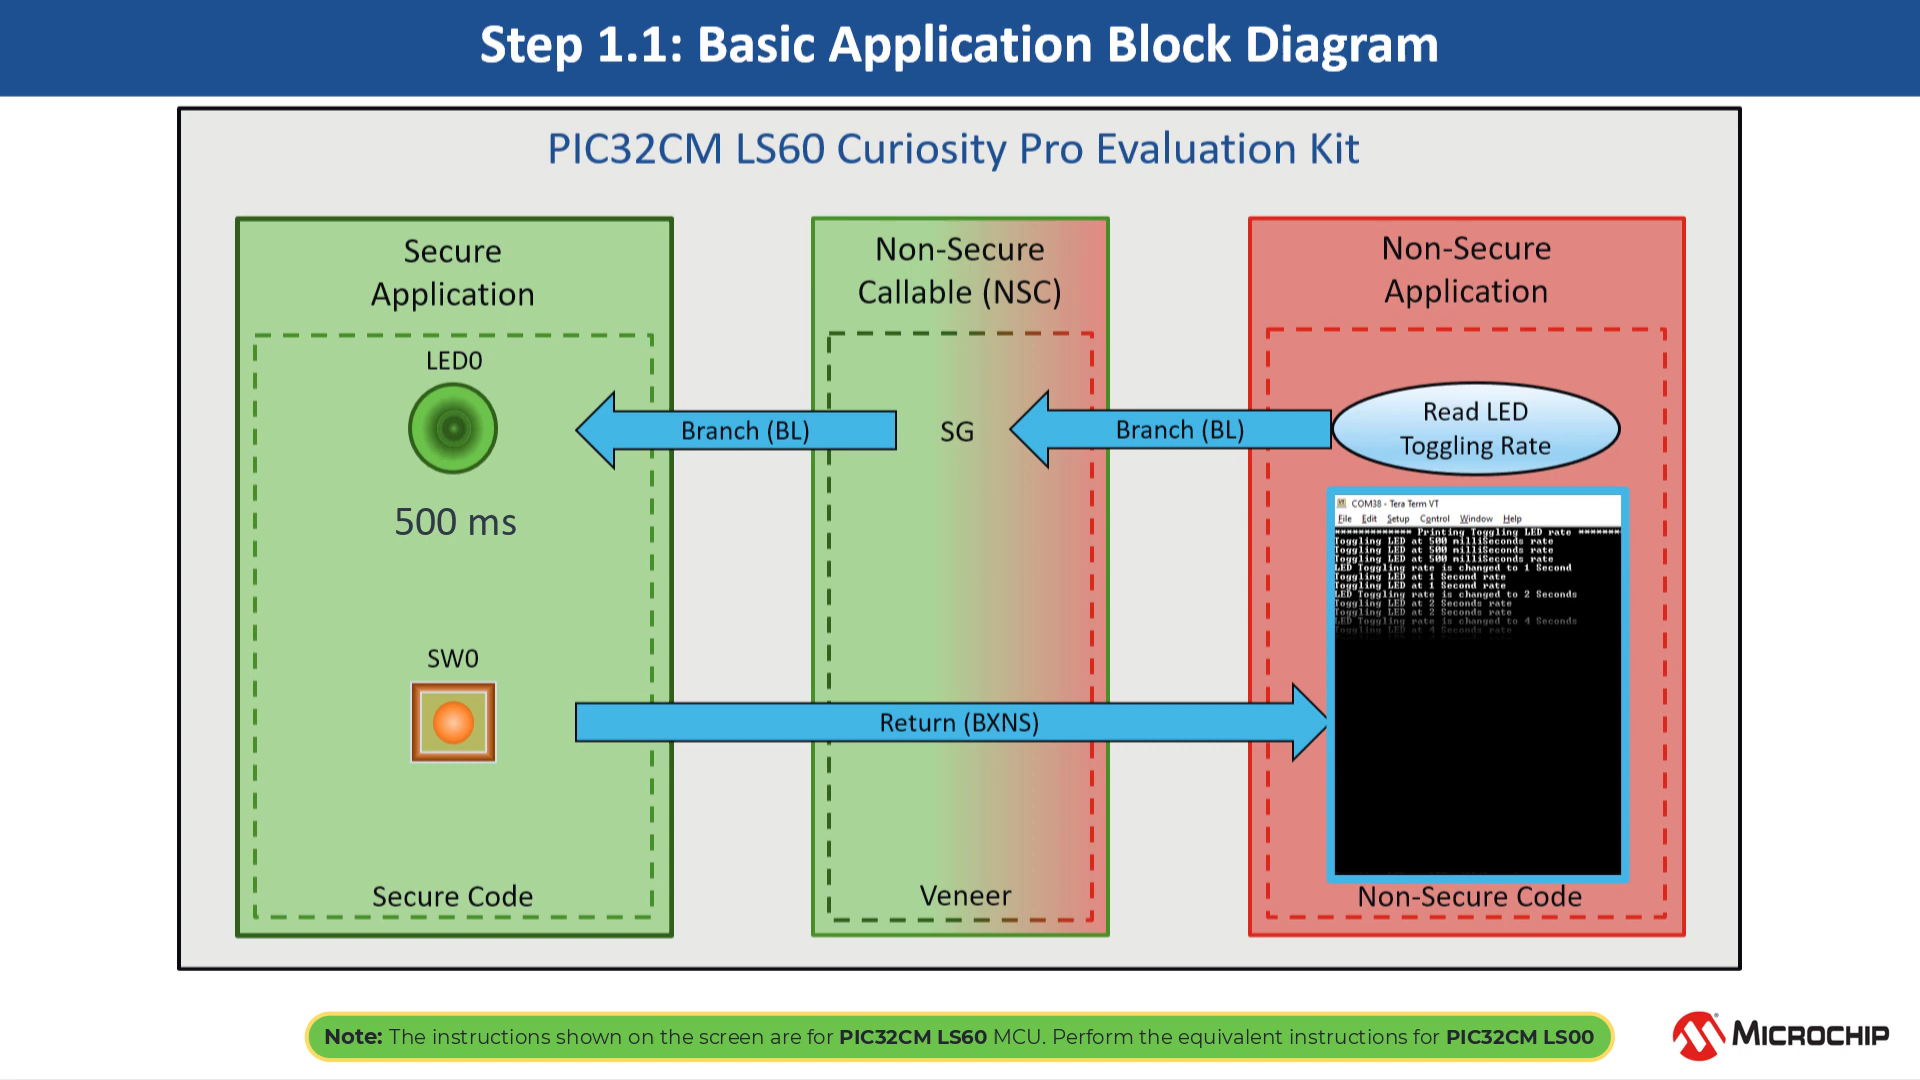 Step 1.1: Basic Application Block Diagram
PIC32CM LS60 Curiosity Pro Evaluation Kit
Secure
Application
LED0
500 ms
SW0
Secure Code
Non-Secure
Callable (NSC)
Branch (BL)
SG
Branch (BL)
Return (BXNS)
Veneer
Non-Secure
Application
Read LED
Toggling Rate
COM38 - Tera Term VT
File Edit Setup Control Window Help
************ Printing Toggling LED rate *******
Toggling LED at 500 milliSeconds rate
Toggling LED at 500 milliSeconds rate
Toggling LED at 500 milliSeconds rate
LED Toggling rate is changed to 1 Second
Toggling LED at 1 Second rate
Toggling LED at 1 Second rate
LED Toggling rate is changed to 2 Seconds
Toggling LED at 2 Seconds rate
Toggling LED at 2 Seconds rate
LED Toggling rate is changed to 4 Seconds
Toggling LED at 4 Seconds rate
Non-Secure Code
Note: The instructions shown on the screen are for PIC32CM LS60 MCU. Perform the equivalent instructions for PIC32CM LS00
MICROCHIP